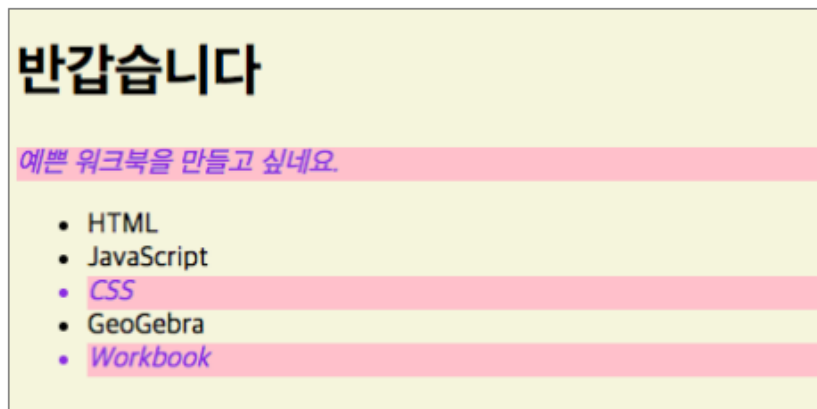 반갑습니다
예쁜 워크북을 만들고 싶네요.
HTML
JavaScript
CSS
GeoGebra
Workbook